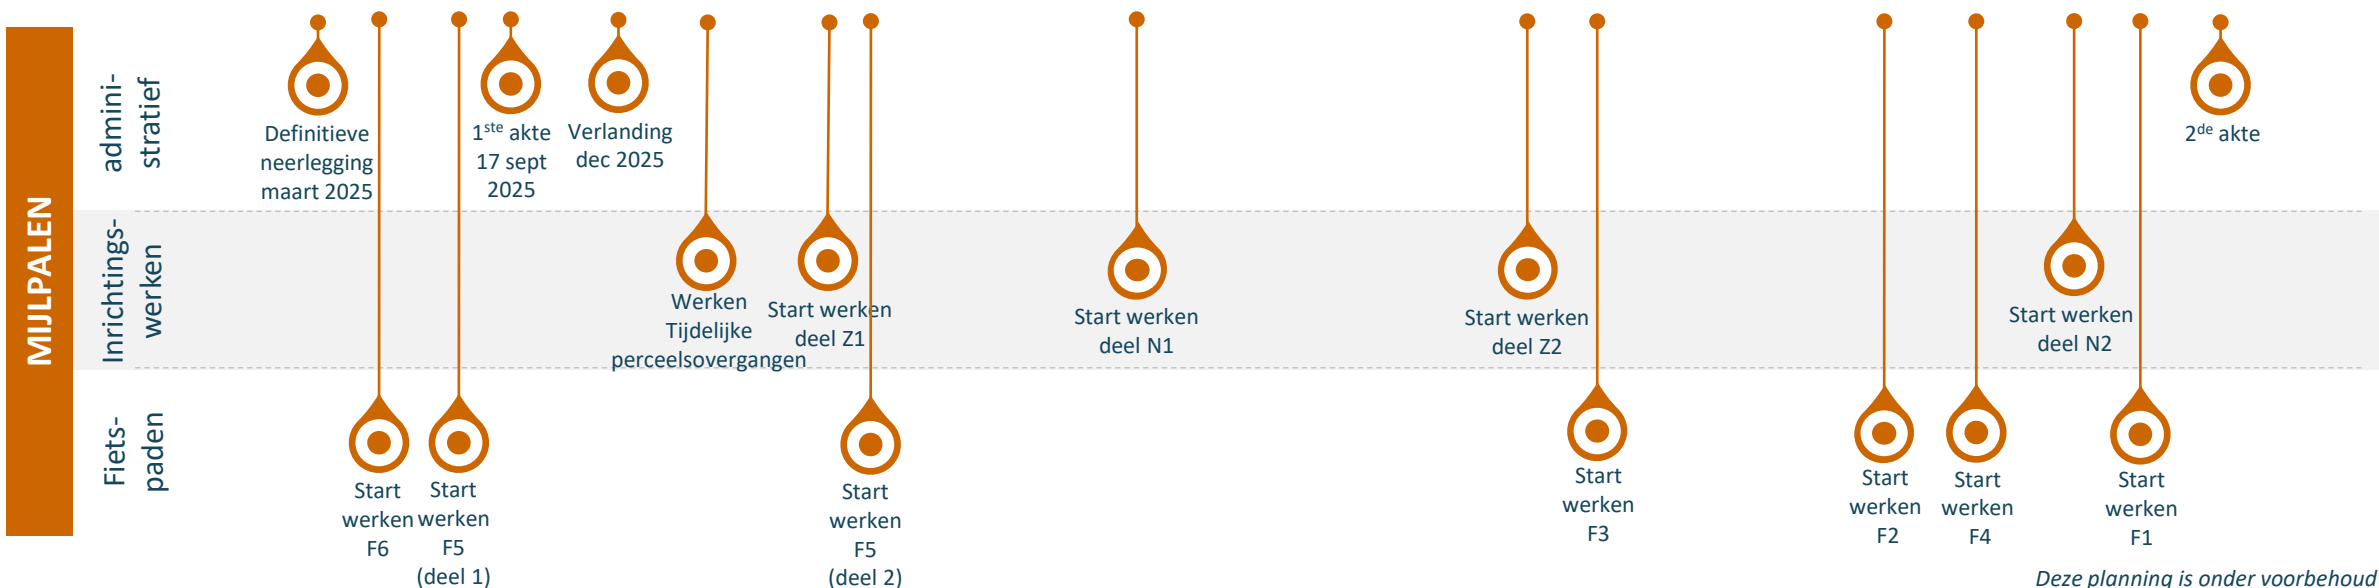 MIJLPALEN
admini-
stratief
Definitieve
neerlegging
maart 2025
1ste akte
17 sept
2025
Verlanding
dec 2025
2de akte
Inrichtings-
werken
Werken
Tijdelijke
perceelsovergangen
Start werken
deel Z1
Start werken
deel N1
Start werken
deel Z2
Start werken
deel N2
Fiets-
paden
Start
werken
F6
Start
werken
F5
(deel 1)
Start
werken
F5
(deel 2)
Start
werken
F3
Start
werken
F2
Start
werken
F4
Start
werken
F1
Deze planning is onder voorbehoud